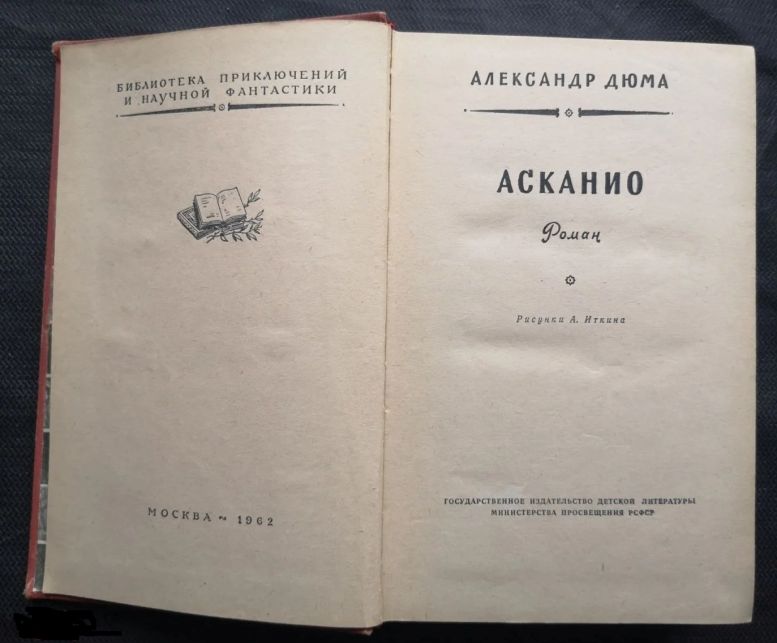 БИБЛИОТЕКА ПРИКЛЮЧЕНИЙ
И НАУЧНОЙ ФАНТАСТИКИ
МОСКВА ~ 1962
АЛЕКСАНДР ДЮМА
АСКАНИО
Роман
Рисунки А. Иткина
ГОСУДАРСТВЕННОЕ ИЗДАТЕЛЬСТВО ДЕТСКОЙ ЛИТЕРАТУРЫ
МИНИСТЕРСТВА ПРОСВЕЩЕНИЯ РСФСР